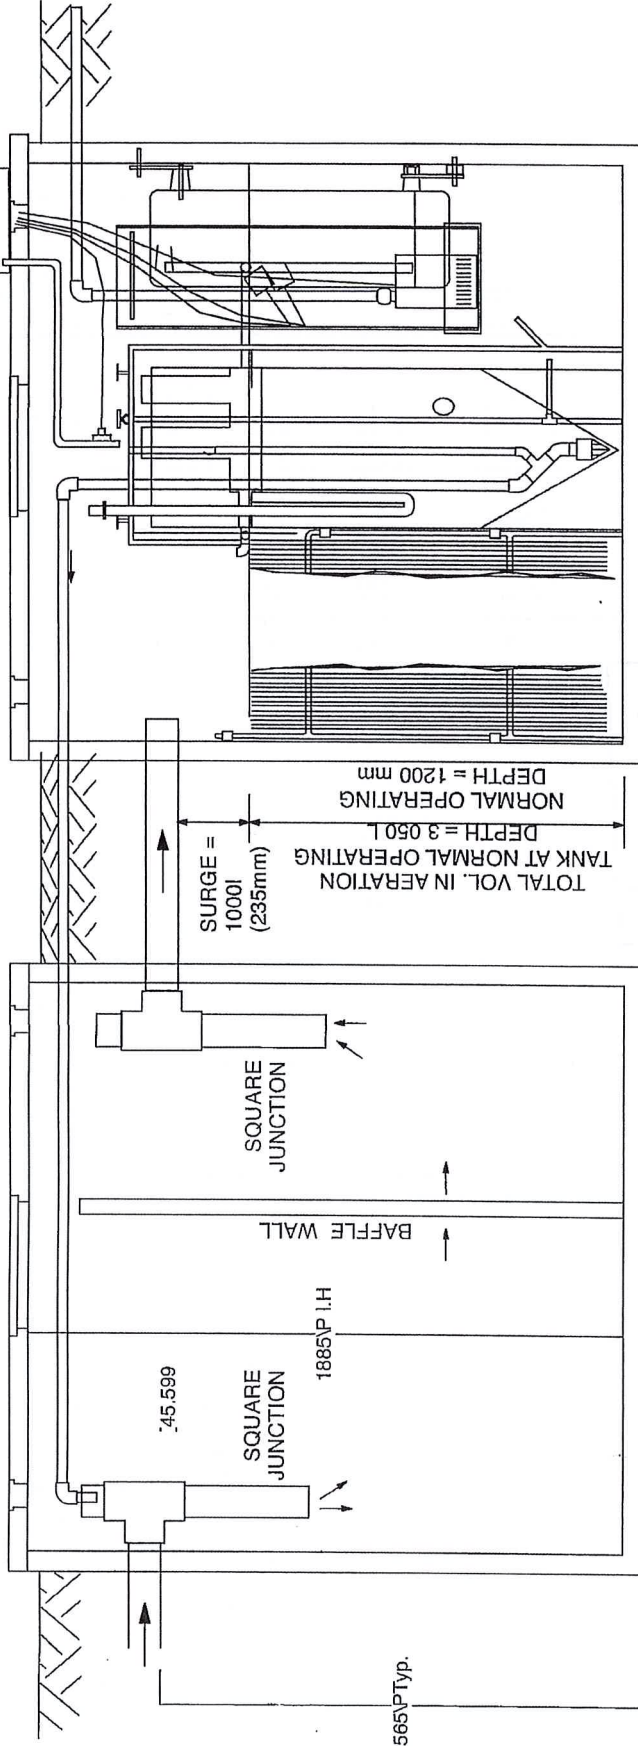 TOTAL VOL. IN AERATION
TANK AT NORMAL OPERATING
DEPTH = 3 050 L
NORMAL OPERATING
DEPTH = 1200 mm
SURGE =
1000l
(235mm)
SQUARE
JUNCTION
BAFFLE WALL
1885\P I.H
45.599
SQUARE
JUNCTION
565\PTyp.